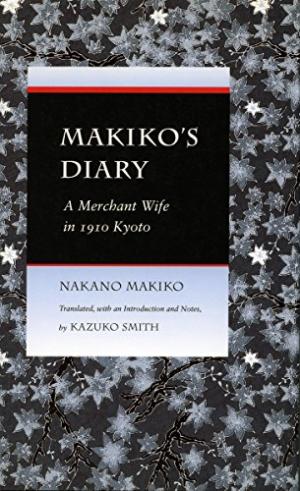 MAKIKO'S
DIARY
A Merchant Wife
in 1910 Kyoto
NAKANO MAKIKO
Translated, with an Introduction and Notes,
by KAZUKO SMITH